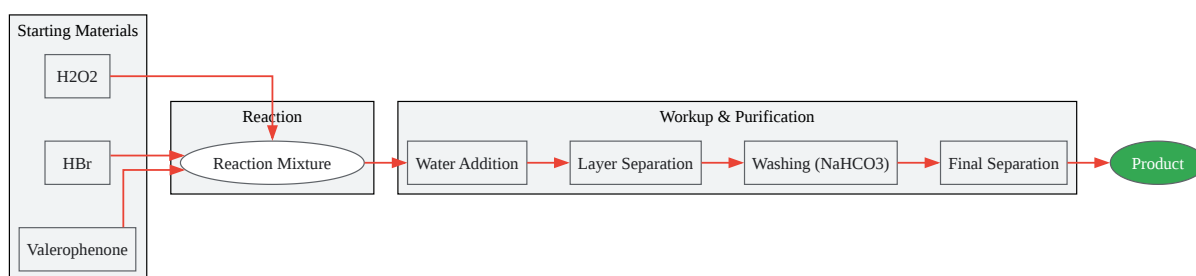 Starting Materials
H2O2
HBr
Valerophenone
Reaction
Reaction Mixture
Workup & Purification
Water Addition
Layer Separation
Washing (NaHCO3)
Final Separation
Product